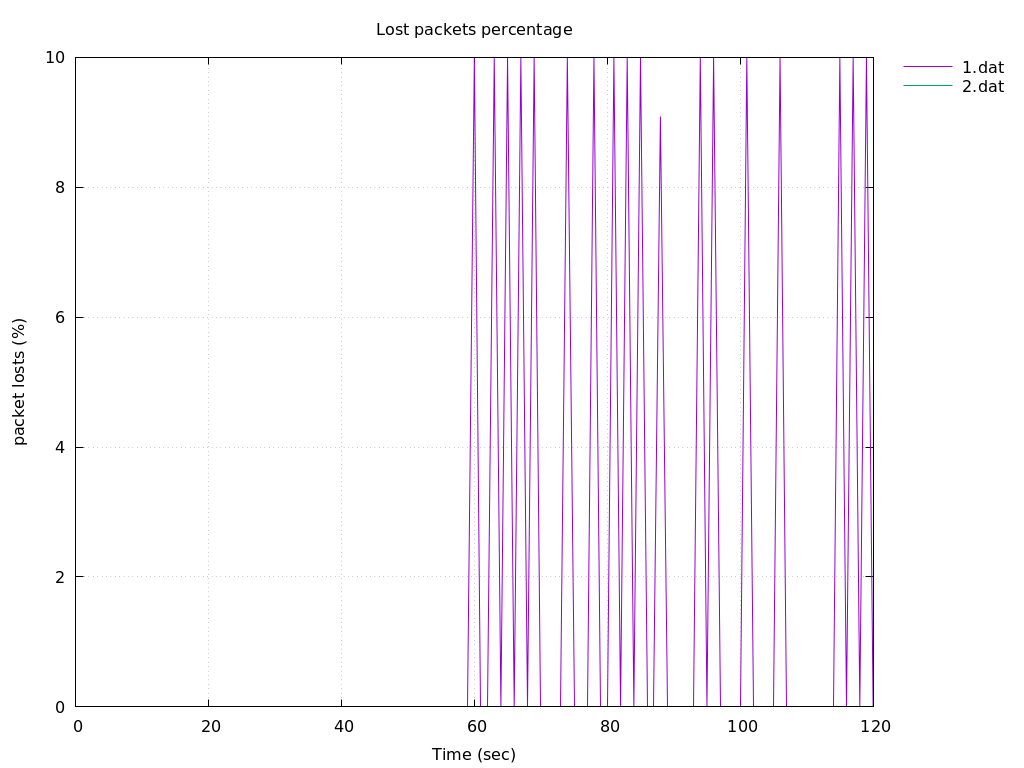 Lost packets percentage
10
8
6
4
2
0
packet losts (%)
0 20 40 60 80 100 120
Time (sec)
1.dat
2.dat